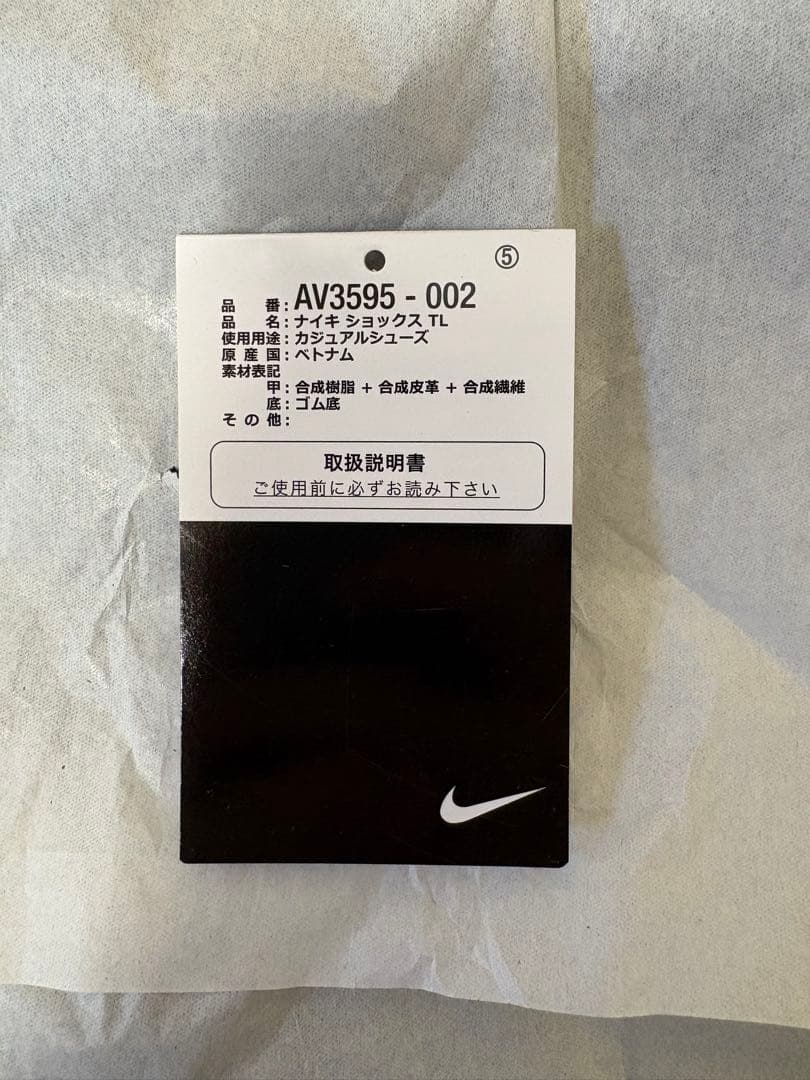 ⑤
品番:AV3595-002
品名:ナイキ ショックス TL
使用用途:カジュアルシューズ
原産国:ベトナム
素材表記
甲:合成樹脂 + 合成皮革 + 合成繊維
底:ゴム底
その他:
取扱説明書
ご使用前に必ずお読み下さい